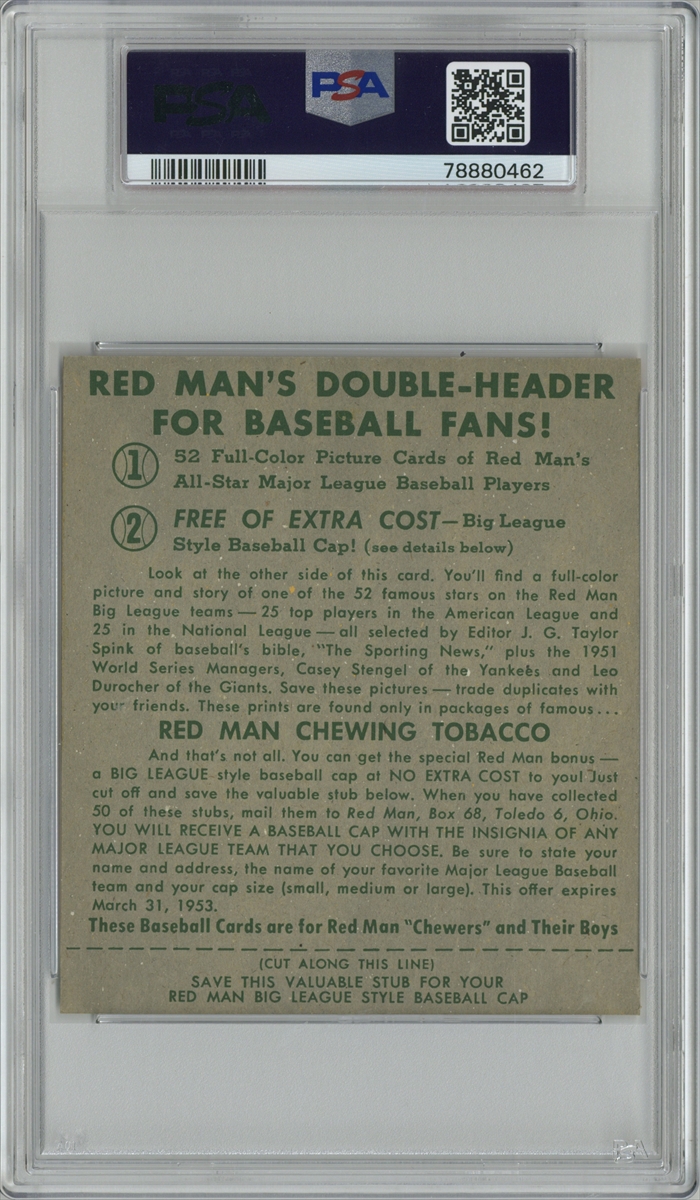 PSA
PSA
78880462
RED MAN'S DOUBLE-HEADER
FOR BASEBALL FANS!
1 52 Full-Color Picture Cards of Red Man's
All-Star Major League Baseball Players
2 FREE OF EXTRA COST—Big League
Style Baseball Cap! (see details below)
Look at the other side of this card. You'll find a full-color
picture and story of one of the 52 famous stars on the Red Man
Big League teams — 25 top players in the American League and
25 in the National League — all selected by Editor J. G. Taylor
Spink of baseball's bible, "The Sporting News," plus the 1951
World Series Managers, Casey Stengel of the Yankees and Leo
Durocher of the Giants. Save these pictures — trade duplicates with
your friends. These prints are found only in packages of famous...
RED MAN CHEWING TOBACCO
And that's not all. You can get the special Red Man bonus —
a BIG LEAGUE style baseball cap at NO EXTRA COST to you! Just
cut off and save the valuable stub below. When you have collected
50 of these stubs, mail them to Red Man, Box 68, Toledo 6, Ohio.
YOU WILL RECEIVE A BASEBALL CAP WITH THE INSIGNIA OF ANY
MAJOR LEAGUE TEAM THAT YOU CHOOSE. Be sure to state your
name and address, the name of your favorite Major League Baseball
team and your cap size (small, medium or large). This offer expires
March 31, 1953.
These Baseball Cards are for Red Man "Chewers" and Their Boys
(CUT ALONG THIS LINE)
SAVE THIS VALUABLE STUB FOR YOUR
RED MAN BIG LEAGUE STYLE BASEBALL CAP